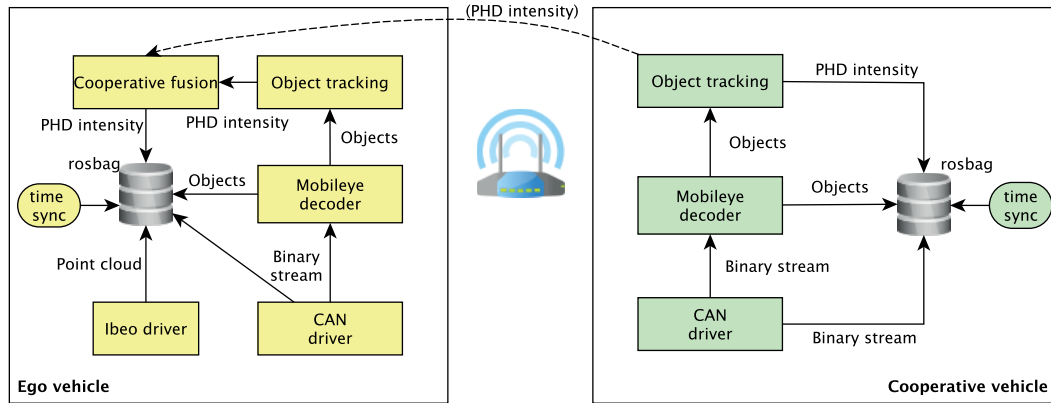 (PHD intensity)
Cooperative fusion
Object tracking
PHD intensity
PHD intensity
Objects
rosbag
Objects
Mobileye
decoder
time
sync
Point cloud
Binary
stream
Ibeo driver
CAN
driver
Ego vehicle
Object tracking
PHD intensity
Objects
rosbag
Mobileye
decoder
Objects
time
sync
Binary stream
CAN
driver
Binary stream
Cooperative vehicle